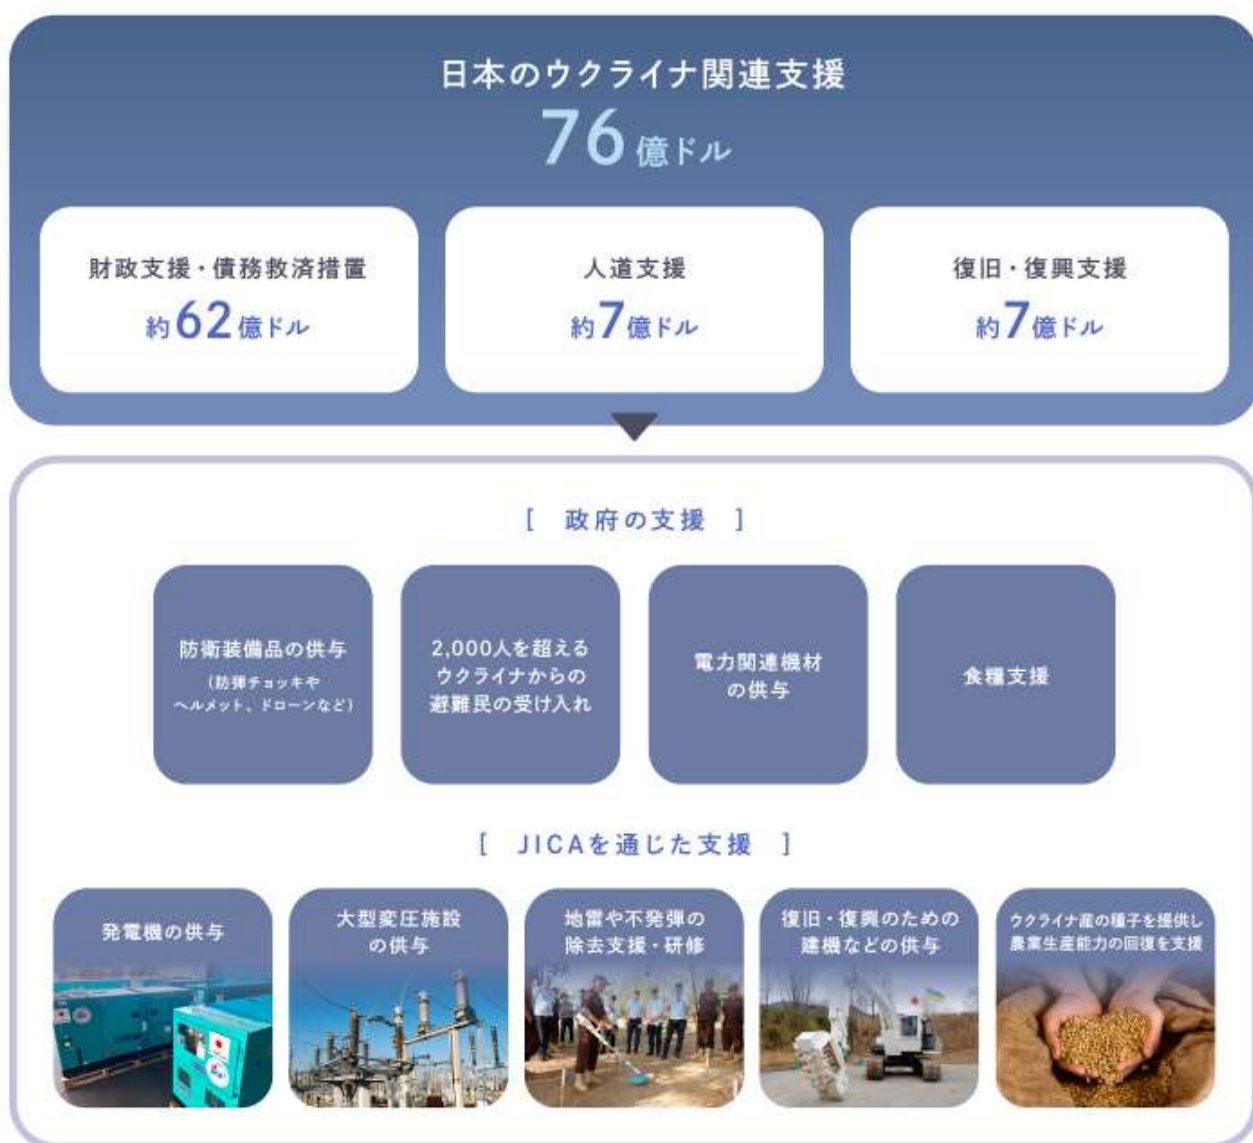 日本のウクライナ関連支援
76億ドル
財政支援・債務救済措置
約62億ドル
人道支援
約7億ドル
復旧・復興支援
約7億ドル
[ 政府の支援 ]
防衛装備品の供与
(防弾チョッキや
ヘルメット、ドローンなど)
2,000人を超える
ウクライナからの
避難民の受け入れ
電力関連機材
の供与
食糧支援
[ JICAを通じた支援 ]
発電機の供与
大型変圧施設
の供与
地雷や不発弾の
除去支援・研修
復旧・復興のための
建機などの供与
ウクライナ産の種子を提供し
農業生産能力の回復を支援